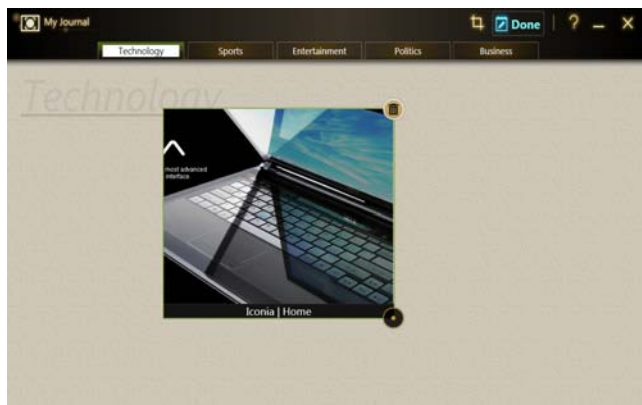 My Journal
Done ?
Technology Sports Entertainment Politics Business
Technology
most advanced
interface
Iconia | Home